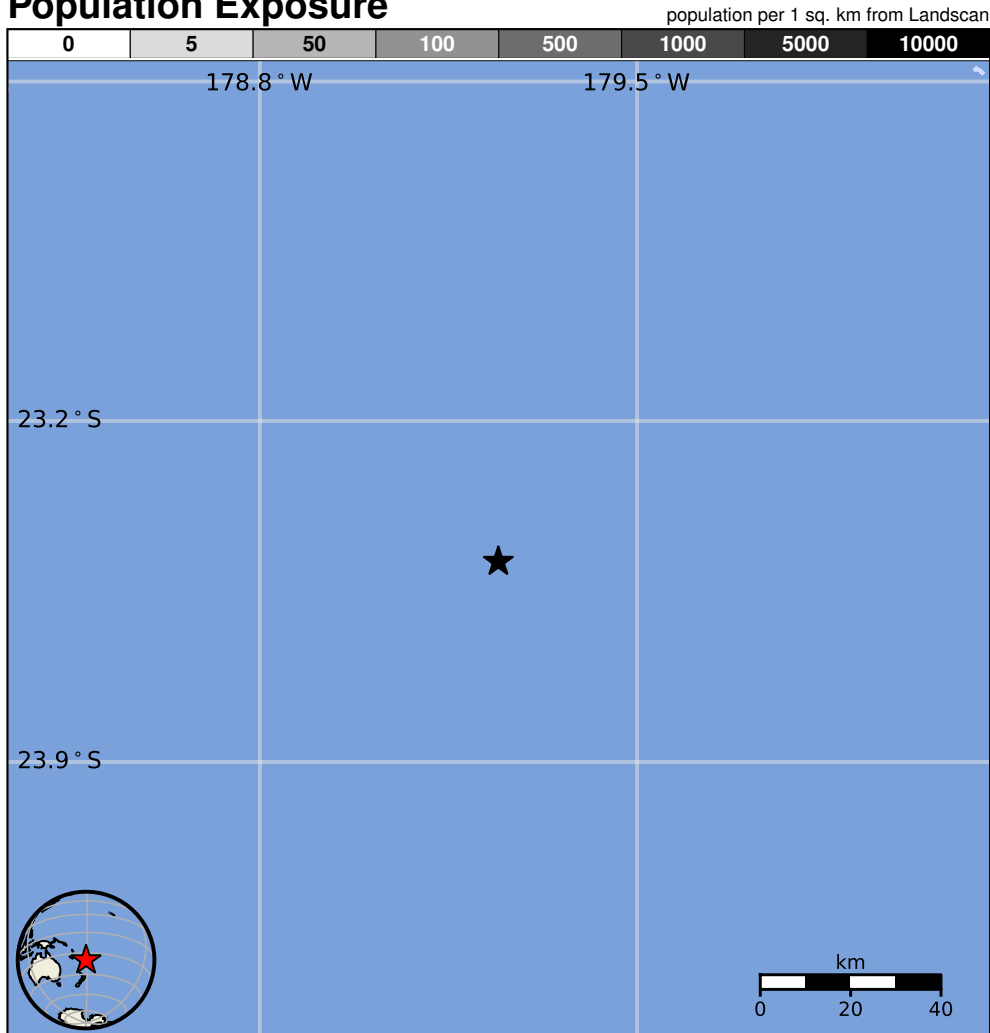 Population Exposure
population per 1 sq. km from Landscan
0 5 50 100 500 1000 5000 10000
178.8°W 179.5°W
23.2°S
23.9°S
km
0 20 40